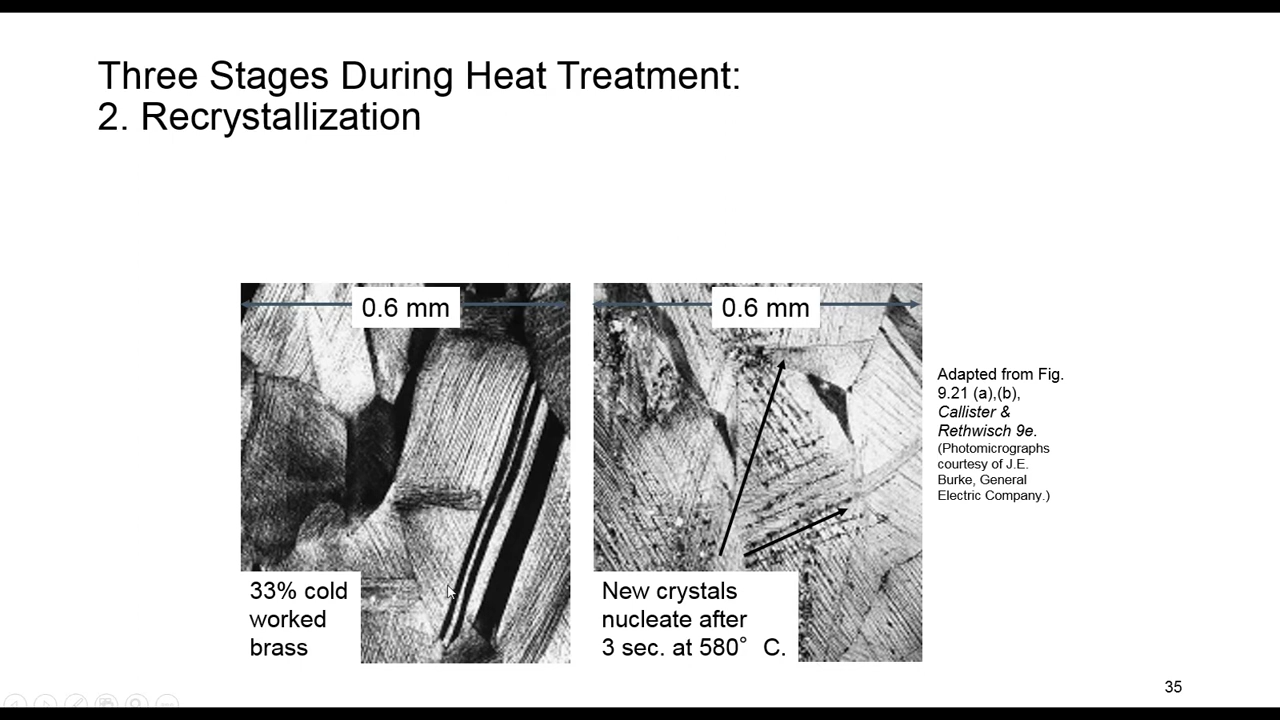 Three Stages During Heat Treatment:
2. Recrystallization
0.6 mm
0.6 mm
33% cold
worked
brass
New crystals
nucleate after
3 sec. at 580° C.
Adapted from Fig.
9.21 (a),(b),
Callister &
Rethwisch 9e.
(Photomicrographs
courtesy of J.E.
Burke, General
Electric Company.)
35